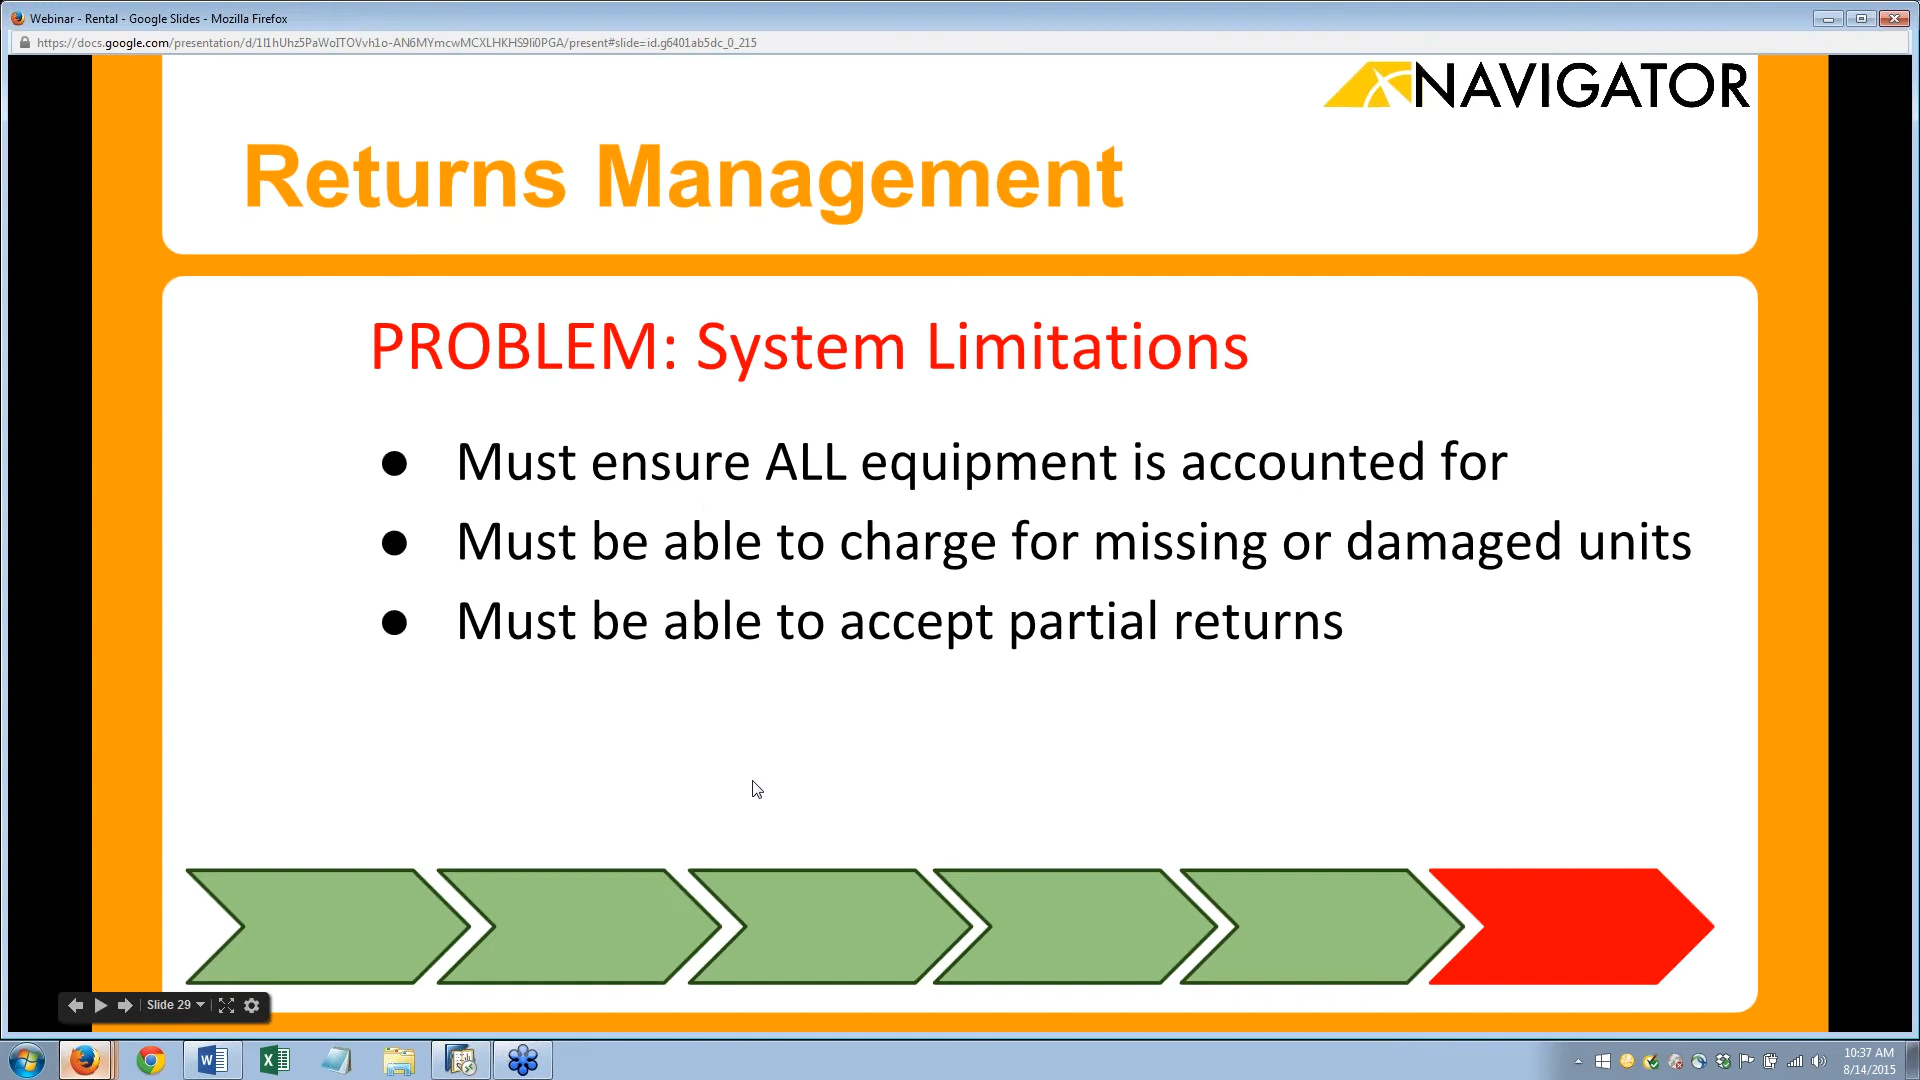 Webinar - Rental - Google Slides - Mozilla Firefox
https://docs.google.com/presentation/d/1I1hUhz5PaWoITOVvh1o-AN6MYmcwMCXLHKHS9Ii0PGA/present#slide=id.g6401ab5dc_0_215
NAVIGATOR
Returns Management
PROBLEM: System Limitations
● Must ensure ALL equipment is accounted for
● Must be able to charge for missing or damaged units
● Must be able to accept partial returns
Slide 29
10:37 AM
8/14/2015